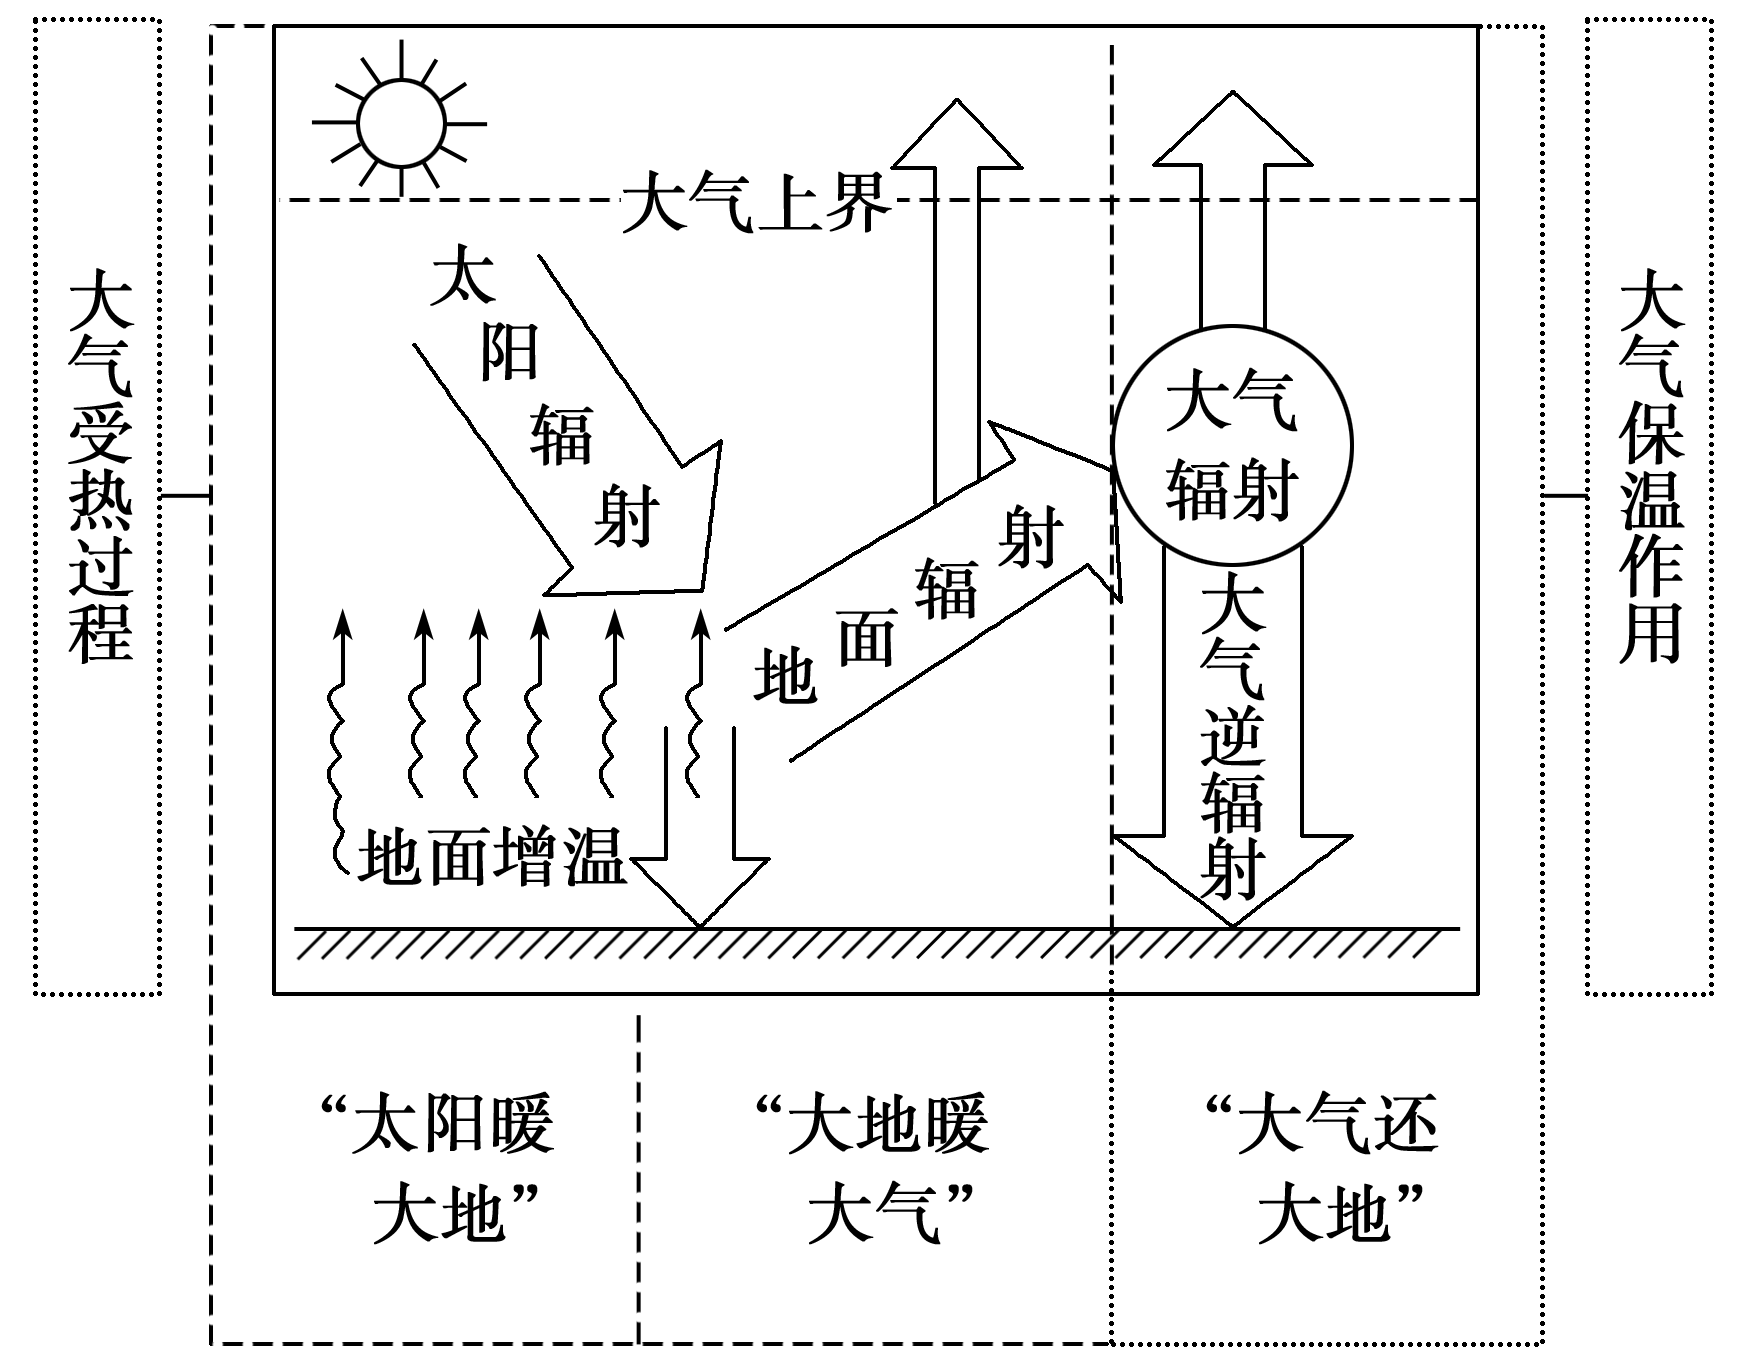 大气受热过程
大气上界
太阳辐射
地面辐射
大气
辐射
大气逆辐射
地面增温
大气保温作用
“太阳暖
大地”
“大地暖
大气”
“大气还
大地”